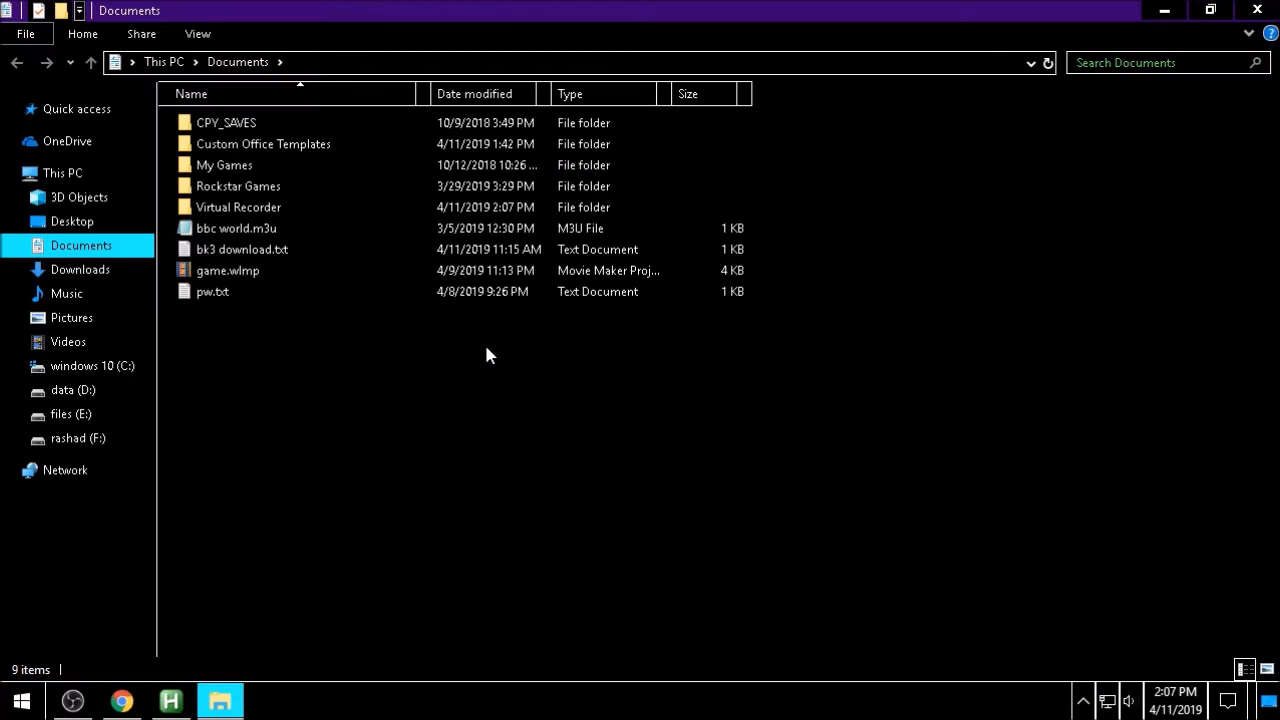 Documents
File Home Share View
This PC Documents Search Documents
Name Date modified Type Size
Quick access
OneDrive
This PC
3D Objects
Desktop
Documents
Downloads
Music
Pictures
Videos
windows 10 (C:)
data (D:)
files (E:)
rashad (F:)
Network
CPY_SAVES 10/9/2018 3:49 PM File folder
Custom Office Templates 4/11/2019 1:42 PM File folder
My Games 10/12/2018 10:26 ... File folder
Rockstar Games 3/29/2019 3:29 PM File folder
Virtual Recorder 4/11/2019 2:07 PM File folder
bbc world.m3u 3/5/2019 12:30 PM M3U File 1 KB
bk3 download.txt 4/11/2019 11:15 AM Text Document 1 KB
game.wlmp 4/9/2019 11:13 PM Movie Maker Proj... 4 KB
pw.txt 4/8/2019 9:26 PM Text Document 1 KB
9 items
H
2:07 PM
4/11/2019